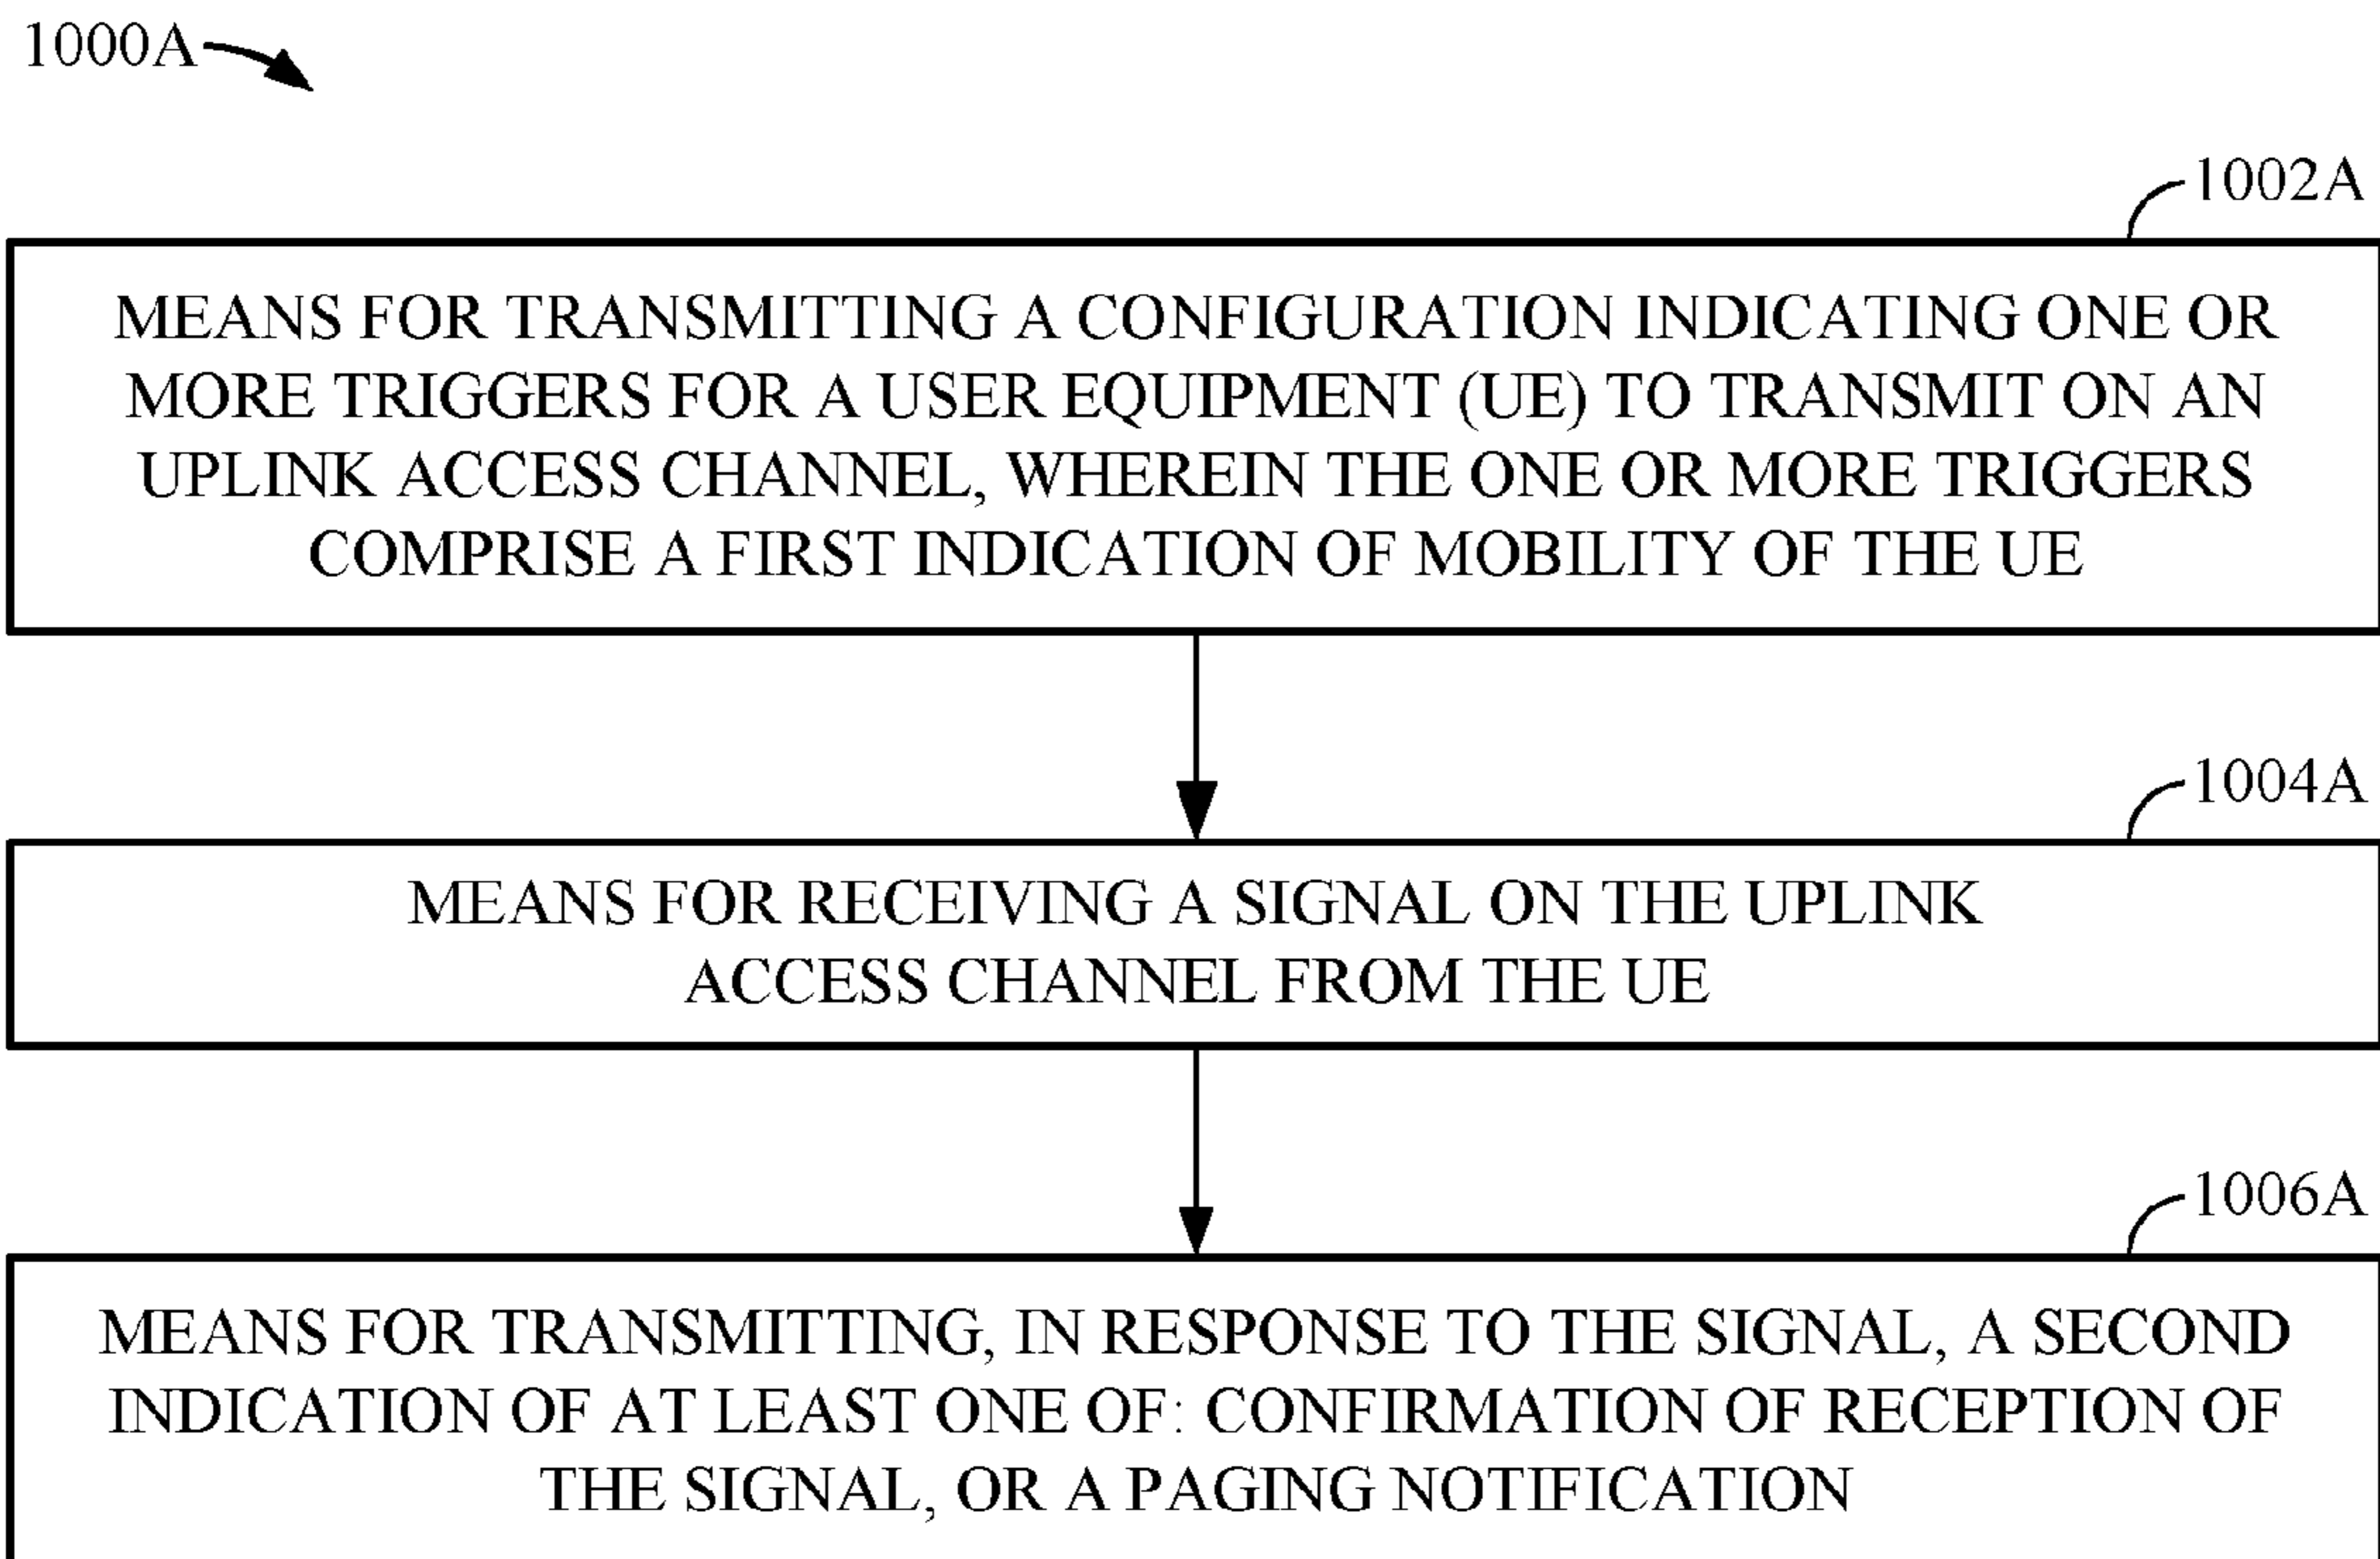 1000A
1002A
MEANS FOR TRANSMITTING A CONFIGURATION INDICATING ONE OR
MORE TRIGGERS FOR A USER EQUIPMENT (UE) TO TRANSMIT ON AN
UPLINK ACCESS CHANNEL, WHEREIN THE ONE OR MORE TRIGGERS
COMPRISE A FIRST INDICATION OF MOBILITY OF THE UE
1004A
MEANS FOR RECEIVING A SIGNAL ON THE UPLINK
ACCESS CHANNEL FROM THE UE
1006A
MEANS FOR TRANSMITTING, IN RESPONSE TO THE SIGNAL, A SECOND
INDICATION OF AT LEAST ONE OF: CONFIRMATION OF RECEPTION OF
THE SIGNAL, OR A PAGING NOTIFICATION